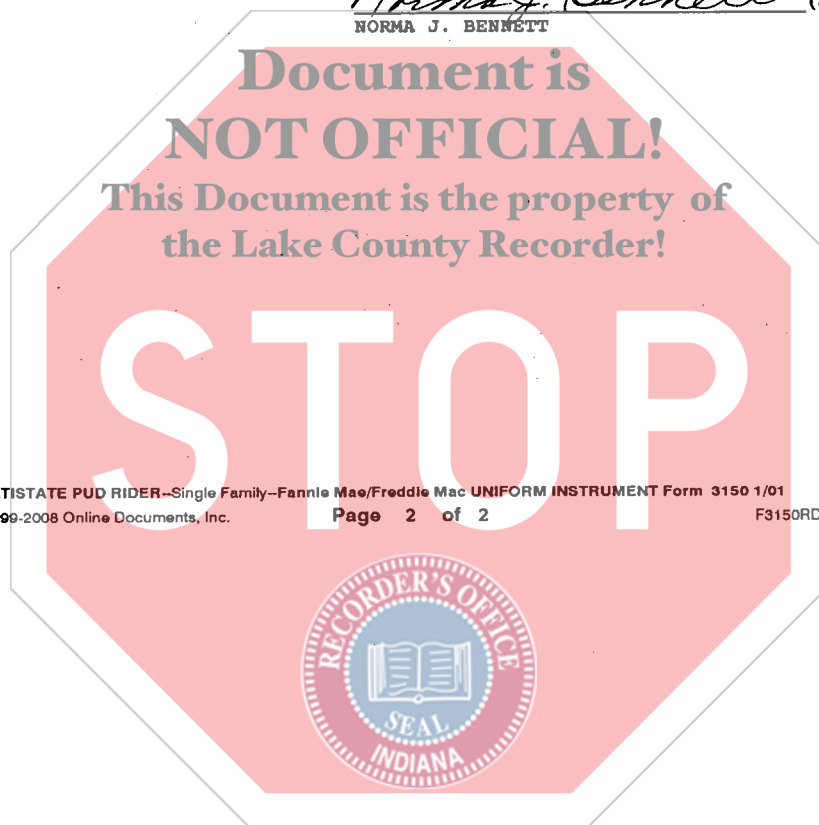 Norma J. Bennett
NORMA J. BENNETT
Document is
NOT OFFICIAL!
This Document is the property of
the Lake County Recorder!
STOP
TISTATE PUD RIDER--Single Family--Fannie Mae/Freddie Mac UNIFORM INSTRUMENT Form 3150 1/01
99-2008 Online Documents, Inc. Page 2 of 2 F3150RD
RECORDER'S OFFICE
SEAL
INDIANA